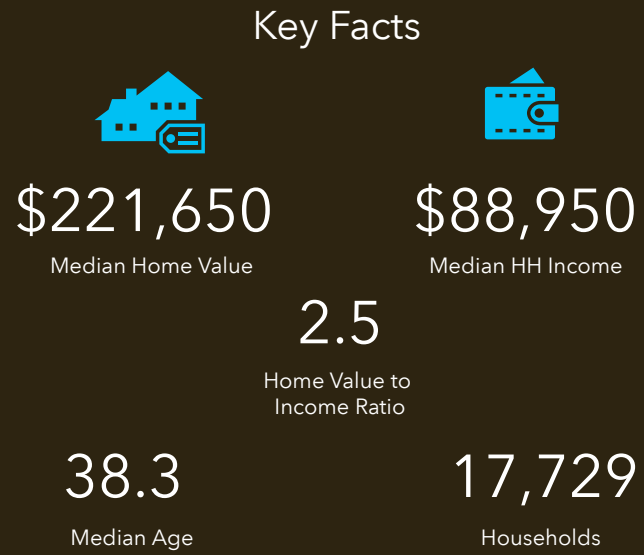 Key Facts
$221,650
$88,950
Median Home Value
Median HH Income
2.5
Home Value to
Income Ratio
38.3
17,729
Median Age
Households